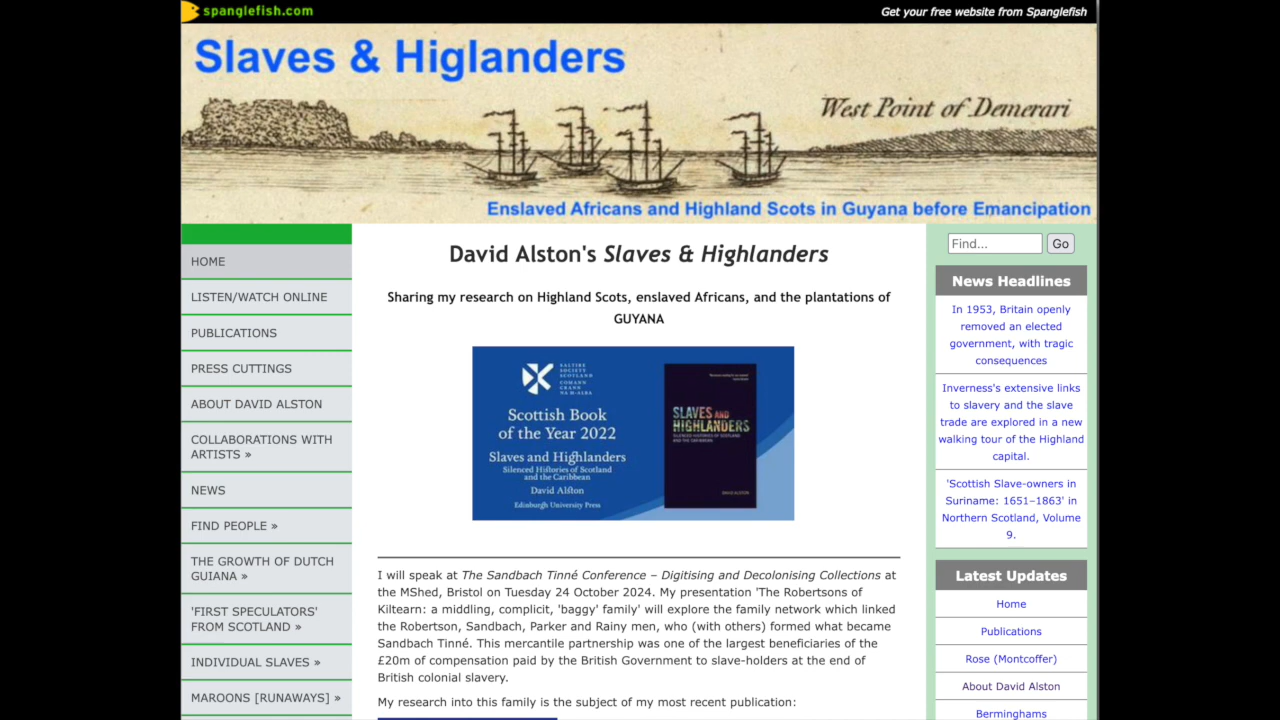 spanglefish.com
Get your free website from Spanglefish
Slaves & Higlanders
West Point of Demerari
Enslaved Africans and Highland Scots in Guyana before Emancipation
HOME
LISTEN/WATCH ONLINE
PUBLICATIONS
PRESS CUTTINGS
ABOUT DAVID ALSTON
COLLABORATIONS WITH
ARTISTS »
NEWS
FIND PEOPLE »
THE GROWTH OF DUTCH
GUIANA »
'FIRST SPECULATORS'
FROM SCOTLAND »
INDIVIDUAL SLAVES »
MAROONS [RUNAWAYS] »
David Alston's Slaves & Highlanders
Sharing my research on Highland Scots, enslaved Africans, and the plantations of
GUYANA
SALTIRE
SOCIETY
SCOTLAND
COMANN
CRANN
NA H-ALBA
Scottish Book
of the Year 2022
Slaves and Highlanders
Silenced Histories of Scotland
and the Caribbean
David Alston
Edinburgh University Press
SLAVES AND
HIGHLANDERS
SILENCED HISTORIES OF SCOTLAND
AND THE CARIBBEAN
DAVID ALSTON
I will speak at The Sandbach Tinné Conference – Digitising and Decolonising Collections at
the MShed, Bristol on Tuesday 24 October 2024. My presentation 'The Robertsons of
Kiltearn: a middling, complicit, 'baggy' family' will explore the family network which linked
the Robertson, Sandbach, Parker and Rainy men, who (with others) formed what became
Sandbach Tinné. This mercantile partnership was one of the largest beneficiaries of the
£20m of compensation paid by the British Government to slave-holders at the end of
British colonial slavery.
My research into this family is the subject of my most recent publication:
Find...
Go
News Headlines
In 1953, Britain openly
removed an elected
government, with tragic
consequences
Inverness's extensive links
to slavery and the slave
trade are explored in a new
walking tour of the Highland
capital.
'Scottish Slave-owners in
Suriname: 1651–1863' in
Northern Scotland, Volume
9.
Latest Updates
Home
Publications
Rose (Montcoffer)
About David Alston
Berminghams